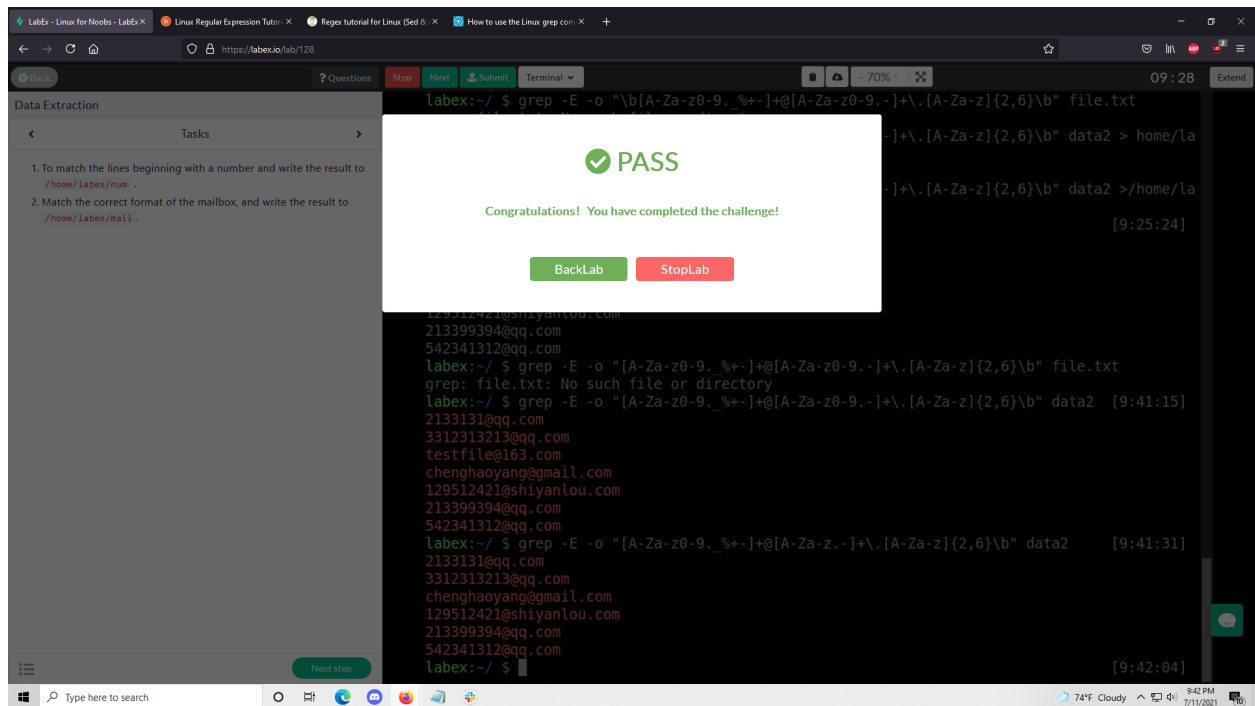 LabEx - Linux for Noobs - LabEx
Linux Regular Expression Tutori
Regex tutorial for Linux (Sed &
How to use the Linux grep com
https://labex.io/lab/128
Back
? Questions
Stop
Next
Submit
Terminal
- 70% +
09:28
Extend
Data Extraction
Tasks
1. To match the lines beginning with a number and write the result to
/home/labex/num .
2. Match the correct format of the mailbox, and write the result to
/home/labex/mail .
Next step
labex:~/ $ grep -E -o "\b[A-Za-z0-9._%+-]+@[A-Za-z0-9.-]+\.[A-Za-z]{2,6}\b" file.txt
-]+\.[A-Za-z]{2,6}\b" data2 > home/la
-]+\.[A-Za-z]{2,6}\b" data2 >/home/la
[9:25:24]
PASS
Congratulations! You have completed the challenge!
BackLab
StopLab
129512421@shiyanlou.com
213399394@qq.com
542341312@qq.com
labex:~/ $ grep -E -o "[A-Za-z0-9._%+-]+@[A-Za-z0-9.-]+\.[A-Za-z]{2,6}\b" file.txt
grep: file.txt: No such file or directory
labex:~/ $ grep -E -o "[A-Za-z0-9._%+-]+@[A-Za-z0-9.-]+\.[A-Za-z]{2,6}\b" data2 [9:41:15]
2133131@qq.com
3312313213@qq.com
testfile@163.com
chenghaoyang@gmail.com
129512421@shiyanlou.com
213399394@qq.com
542341312@qq.com
labex:~/ $ grep -E -o "[A-Za-z0-9._%+-]+@[A-Za-z.-]+\.[A-Za-z]{2,6}\b" data2 [9:41:31]
2133131@qq.com
3312313213@qq.com
chenghaoyang@gmail.com
129512421@shiyanlou.com
213399394@qq.com
542341312@qq.com
labex:~/ $ [9:42:04]
Type here to search
74°F Cloudy
9:42 PM
7/11/2021